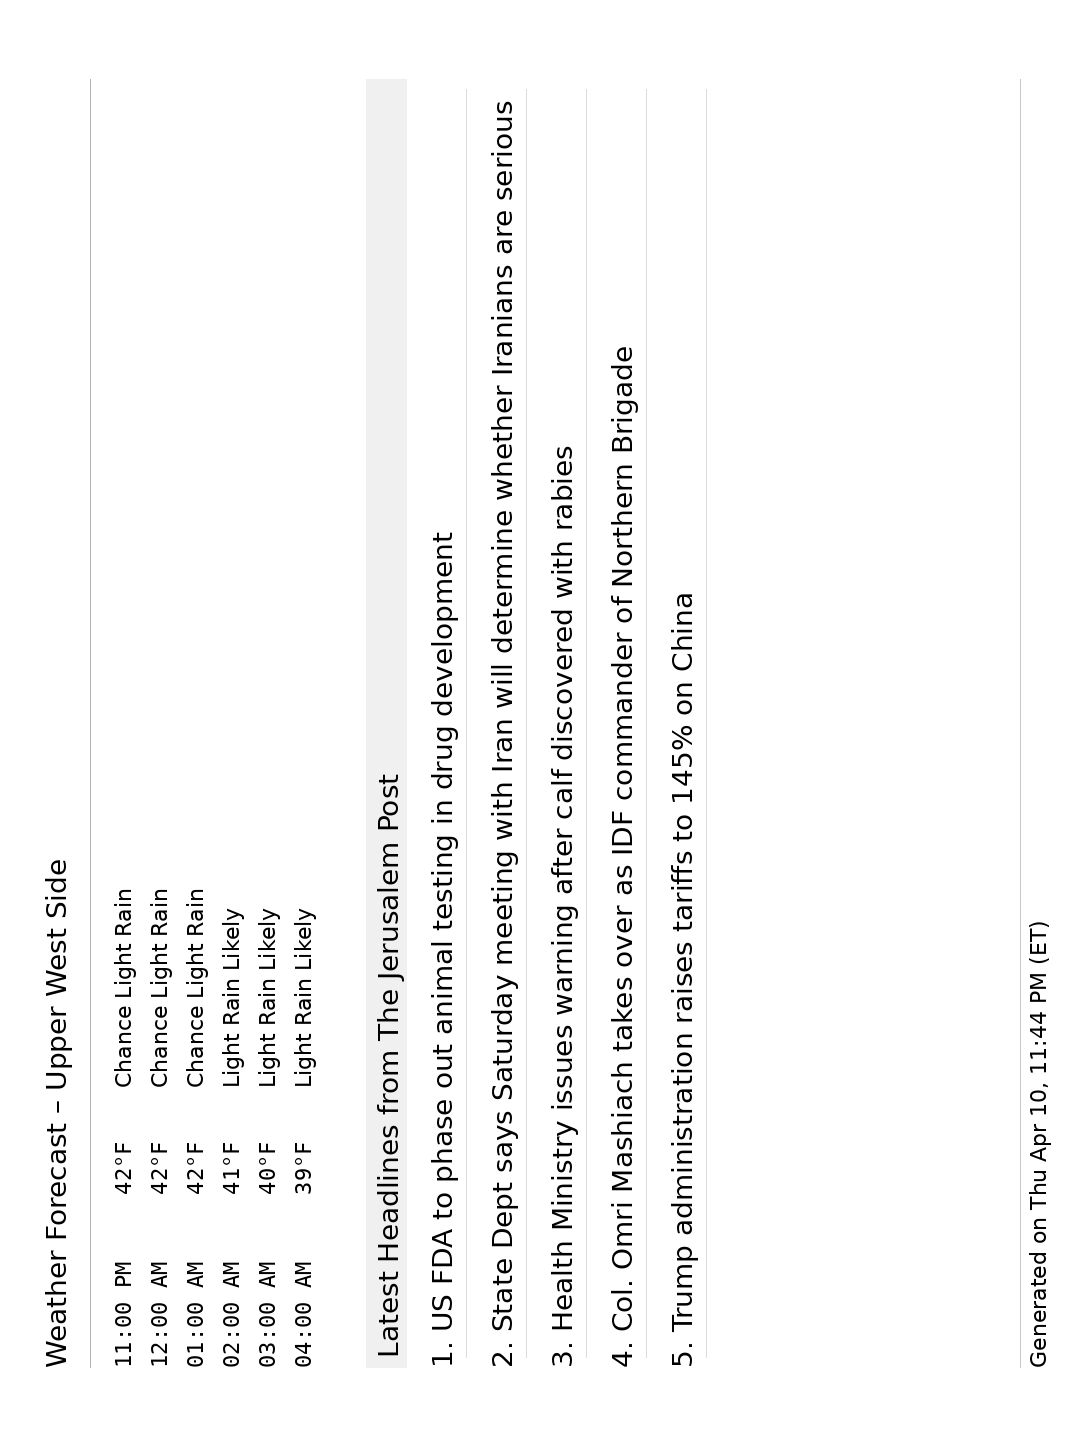 Weather Forecast – Upper West Side
11:00 PM 42°F Chance Light Rain
12:00 AM 42°F Chance Light Rain
01:00 AM 42°F Chance Light Rain
02:00 AM 41°F Light Rain Likely
03:00 AM 40°F Light Rain Likely
04:00 AM 39°F Light Rain Likely
Latest Headlines from The Jerusalem Post
1. US FDA to phase out animal testing in drug development
2. State Dept says Saturday meeting with Iran will determine whether Iranians are serious
3. Health Ministry issues warning after calf discovered with rabies
4. Col. Omri Mashiach takes over as IDF commander of Northern Brigade
5. Trump administration raises tariffs to 145% on China
Generated on Thu Apr 10, 11:44 PM (ET)